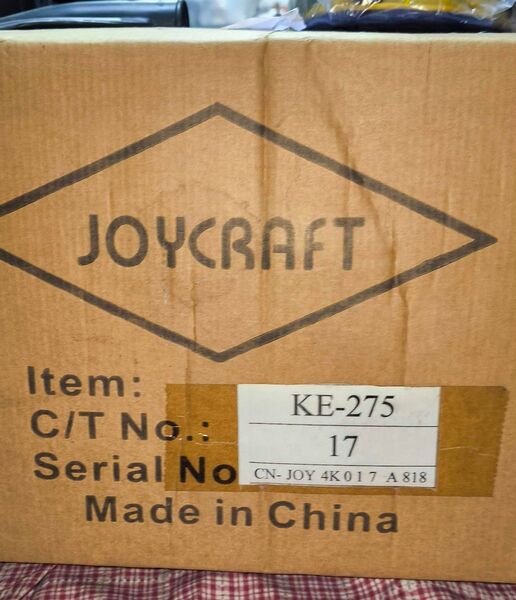 JOYCRAFT
Item: KE-275
C/T No.: 17
Serial No CN- JOY 4K 0 1 7 A 818
Made in China